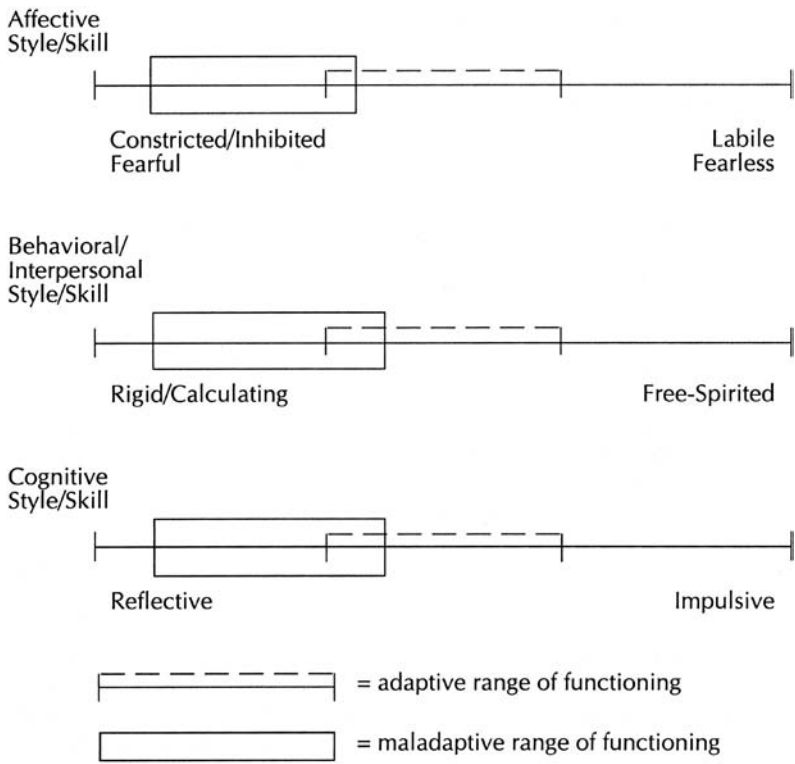 Affective
Style/Skill
Constricted/Inhibited
Fearful
Labile
Fearless
Behavioral/
Interpersonal
Style/Skill
Rigid/Calculating
Free-Spirited
Cognitive
Style/Skill
Reflective
Impulsive
= adaptive range of functioning
= maladaptive range of functioning